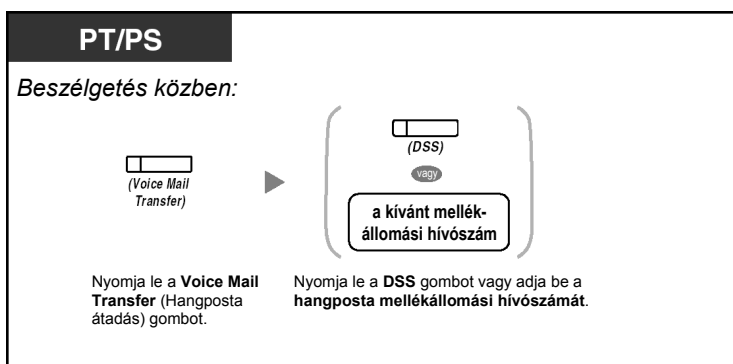 PT/PS
Beszélgetés közben:
(Voice Mail
Transfer)
(DSS)
vagy
a kívánt mellék-
állomási hívószám
Nyomja le a Voice Mail
Transfer (Hangposta
átadás) gombot.
Nyomja le a DSS gombot vagy adja be a
hangposta mellékállomási hívószámát.